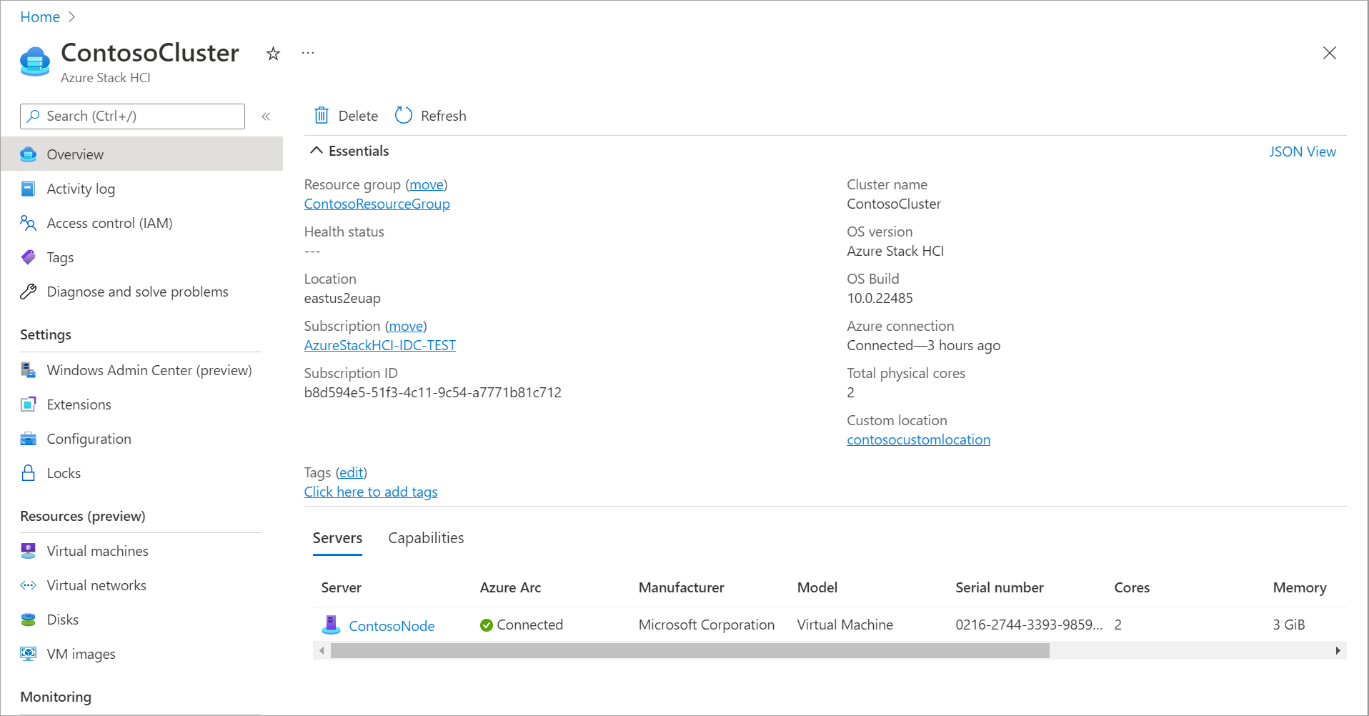 Home
ContosoCluster
...
Azure Stack HCI
Search (Ctrl+/)
«
Overview
Activity log
Access control (IAM)
Tags
Diagnose and solve problems
Settings
Windows Admin Center (preview)
Extensions
Configuration
Locks
Resources (preview)
Virtual machines
Virtual networks
Disks
VM images
Monitoring
Delete Refresh
Essentials JSON View
Resource group (move)
ContosoResourceGroup
Health status
---
Location
eastus2euap
Subscription (move)
AzureStackHCI-IDC-TEST
Subscription ID
b8d594e5-51f3-4c11-9c54-a7771b81c712
Cluster name
ContosoCluster
OS version
Azure Stack HCI
OS Build
10.0.22485
Azure connection
Connected—3 hours ago
Total physical cores
2
Custom location
contosocustomlocation
Tags (edit)
Click here to add tags
Servers Capabilities
Server Azure Arc Manufacturer Model Serial number Cores Memory
ContosoNode Connected Microsoft Corporation Virtual Machine 0216-2744-3393-9859... 2 3 GiB